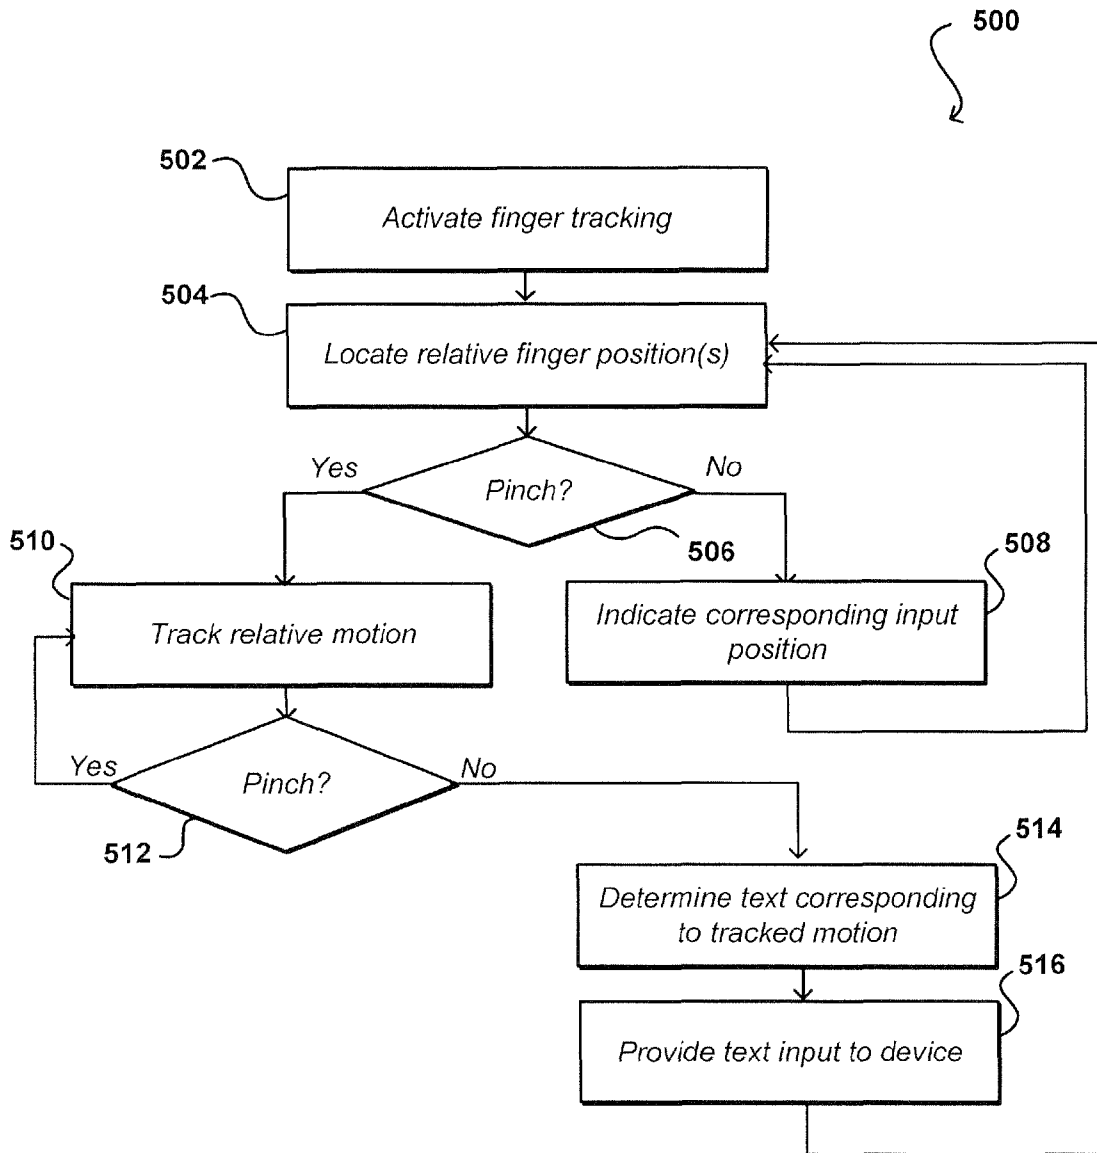 500
502
Activate finger tracking
504
Locate relative finger position(s)
Yes
No
Pinch?
506
510
508
Track relative motion
Indicate corresponding input
position
Yes
No
Pinch?
512
514
Determine text corresponding
to tracked motion
516
Provide text input to device